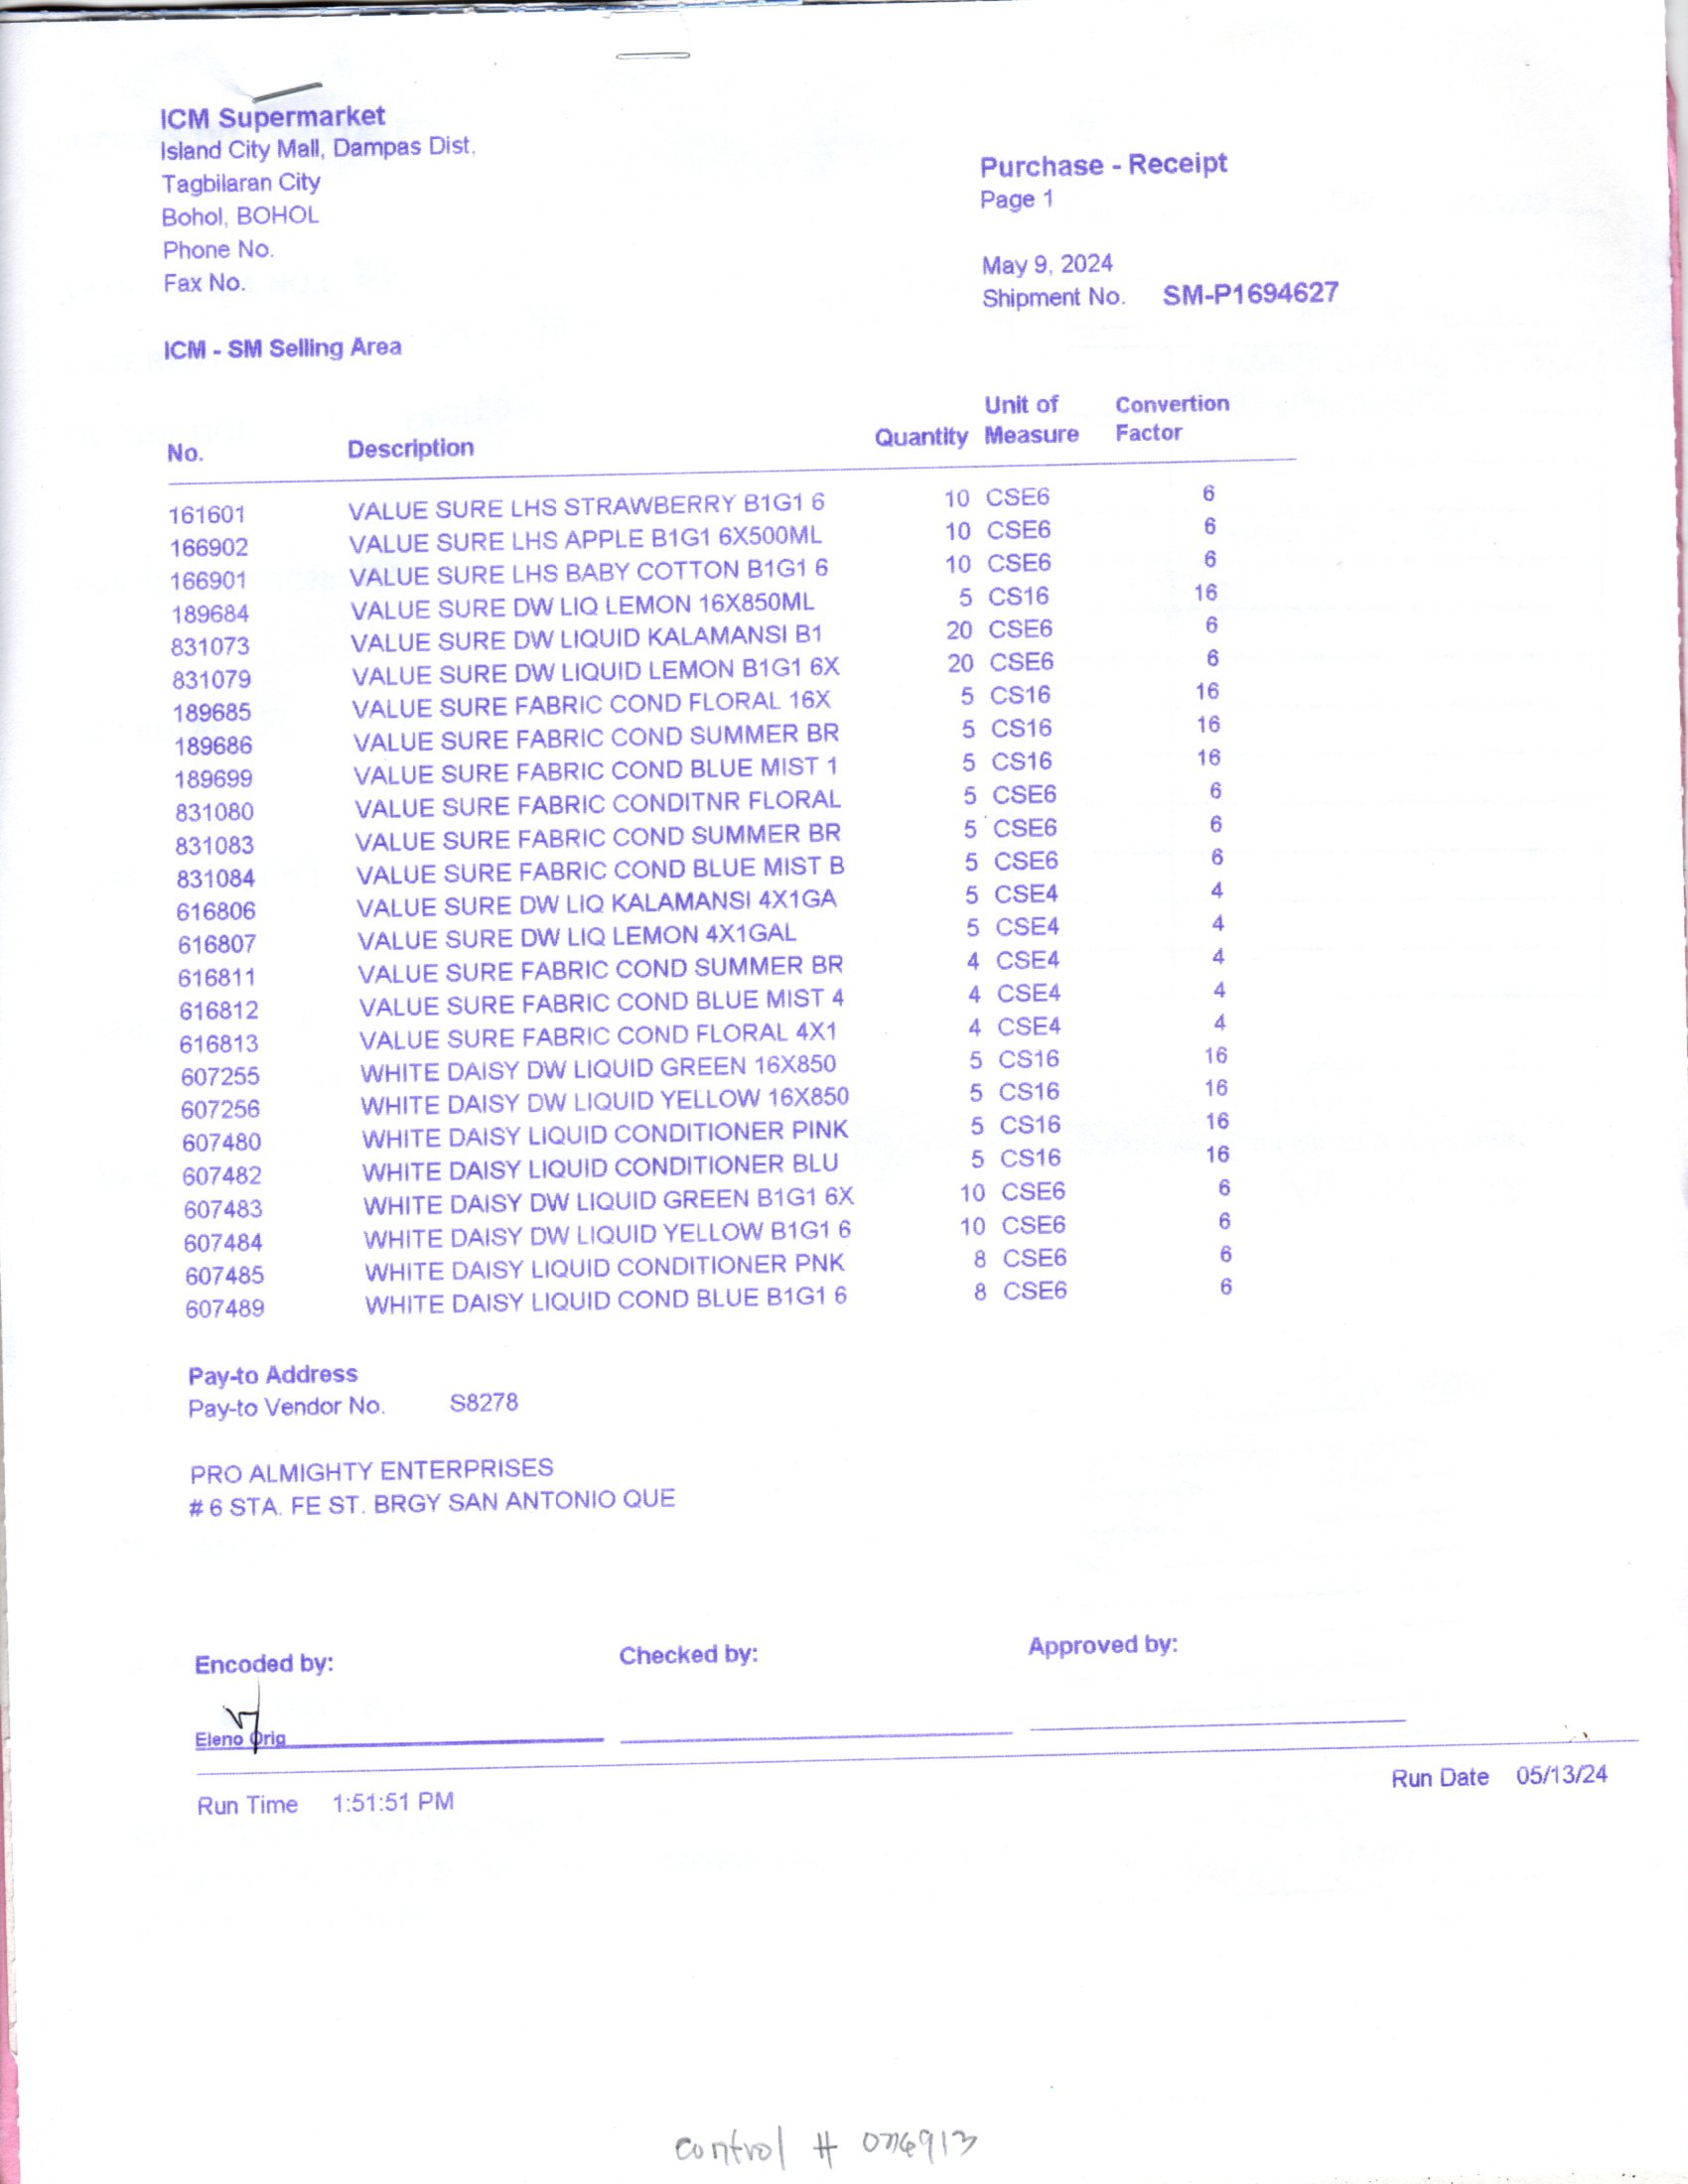 ICM Supermarket
Island City Mall, Dampas Dist.
Tagbilaran City
Bohol, BOHOL
Phone No.
Fax No.
Purchase - Receipt
Page 1
May 9, 2024
Shipment No. SM-P1694627
ICM - SM Selling Area
No. Description Quantity Unit of Measure Convertion Factor
161601 VALUE SURE LHS STRAWBERRY B1G1 6 10 CSE6 6
166902 VALUE SURE LHS APPLE B1G1 6X500ML 10 CSE6 6
166901 VALUE SURE LHS BABY COTTON B1G1 6 10 CSE6 6
189684 VALUE SURE DW LIQ LEMON 16X850ML 5 CS16 16
831073 VALUE SURE DW LIQUID KALAMANSI B1 20 CSE6 6
831079 VALUE SURE DW LIQUID LEMON B1G1 6X 20 CSE6 6
189685 VALUE SURE FABRIC COND FLORAL 16X 5 CS16 16
189686 VALUE SURE FABRIC COND SUMMER BR 5 CS16 16
189699 VALUE SURE FABRIC COND BLUE MIST 1 5 CS16 16
831080 VALUE SURE FABRIC CONDITNR FLORAL 5 CSE6 6
831083 VALUE SURE FABRIC COND SUMMER BR 5 CSE6 6
831084 VALUE SURE FABRIC COND BLUE MIST B 5 CSE6 6
616806 VALUE SURE DW LIQ KALAMANSI 4X1GA 5 CSE4 4
616807 VALUE SURE DW LIQ LEMON 4X1GAL 5 CSE4 4
616811 VALUE SURE FABRIC COND SUMMER BR 4 CSE4 4
616812 VALUE SURE FABRIC COND BLUE MIST 4 4 CSE4 4
616813 VALUE SURE FABRIC COND FLORAL 4X1 4 CSE4 4
607255 WHITE DAISY DW LIQUID GREEN 16X850 5 CS16 16
607256 WHITE DAISY DW LIQUID YELLOW 16X850 5 CS16 16
607480 WHITE DAISY LIQUID CONDITIONER PINK 5 CS16 16
607482 WHITE DAISY LIQUID CONDITIONER BLU 5 CS16 16
607483 WHITE DAISY DW LIQUID GREEN B1G1 6X 10 CSE6 6
607484 WHITE DAISY DW LIQUID YELLOW B1G1 6 10 CSE6 6
607485 WHITE DAISY LIQUID CONDITIONER PNK 8 CSE6 6
607489 WHITE DAISY LIQUID COND BLUE B1G1 6 8 CSE6 6
Pay-to Address
Pay-to Vendor No. S8278
PRO ALMIGHTY ENTERPRISES
# 6 STA. FE ST. BRGY SAN ANTONIO QUE
Encoded by: Checked by: Approved by:
Eleno Orig
Run Time 1:51:51 PM Run Date 05/13/24
control #